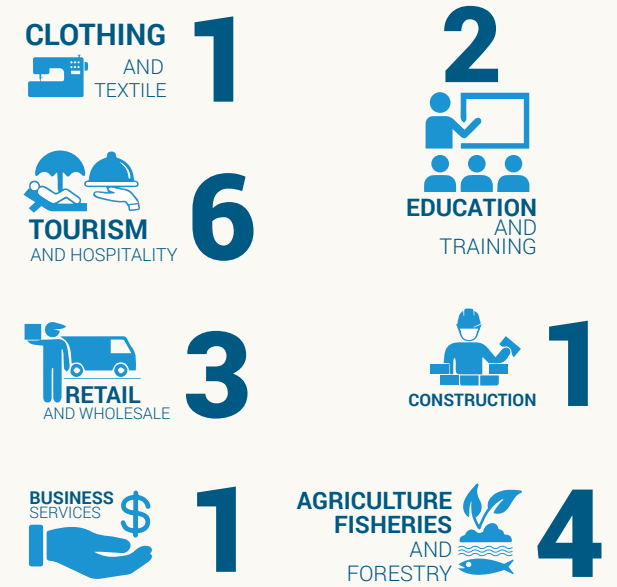 CLOTHING
AND
TEXTILE
1
2
EDUCATION
AND
TRAINING
TOURISM
AND HOSPITALITY
6
RETAIL
AND WHOLESALE
3
CONSTRUCTION
1
BUSINESS
SERVICES
$
1
AGRICULTURE
FISHERIES
AND
FORESTRY
4